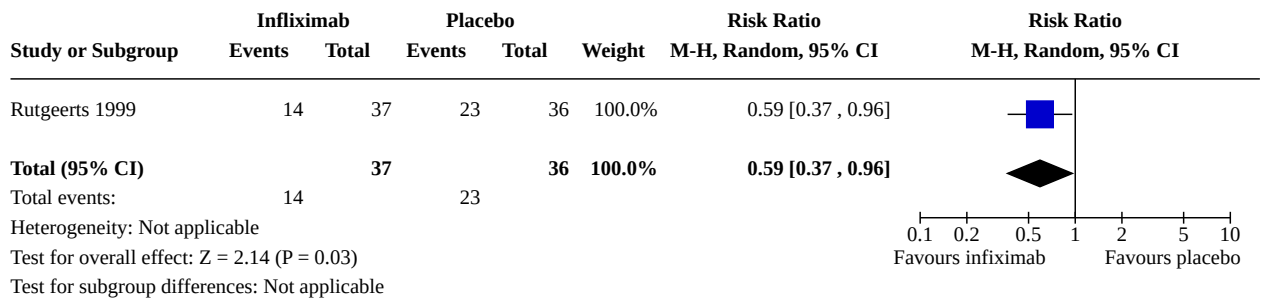 Infliximab Placebo Risk Ratio Risk Ratio
Study or Subgroup Events Total Events Total Weight M-H, Random, 95% CI M-H, Random, 95% CI
Rutgeerts 1999 14 37 23 36 100.0% 0.59 [0.37 , 0.96]
Total (95% CI) 37 36 100.0% 0.59 [0.37 , 0.96]
Total events: 14 23
Heterogeneity: Not applicable
0.1 0.2 0.5 1 2 5 10
Test for overall effect: Z = 2.14 (P = 0.03)
Favours infiximab Favours placebo
Test for subgroup differences: Not applicable